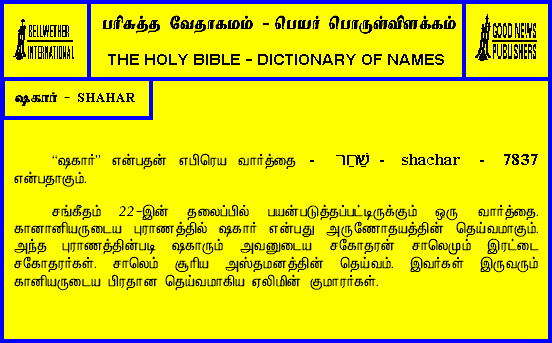 BELLWETHER
INTERNATIONAL
பரிசுத்த வேதாகமம் - பெயர் பொருள்விளக்கம்
THE HOLY BIBLE - DICTIONARY OF NAMES
GOOD NEWS
PUBLISHERS
ஷகார் - SHAHAR
“ஷகார்” என்பதன் எபிரெய வார்த்தை - שַׁחַר - shachar - 7837
என்பதாகும்.
சங்கீதம் 22-இன் தலைப்பில் பயன்படுத்தப்பட்டிருக்கும் ஒரு வார்த்தை.
கானானியருடைய புராணத்தில் ஷகார் என்பது அருணோதயத்தின் தெய்வமாகும்.
அந்த புராணத்தின்படி ஷகாரும் அவனுடைய சகோதரன் சாலெமும் இரட்டை
சகோதரர்கள். சாலெம் சூரிய அஸ்தமனத்தின் தெய்வம். இவர்கள் இருவரும்
கானியருடைய பிரதான தெய்வமாகிய ஏலிமின் குமாரர்கள்.